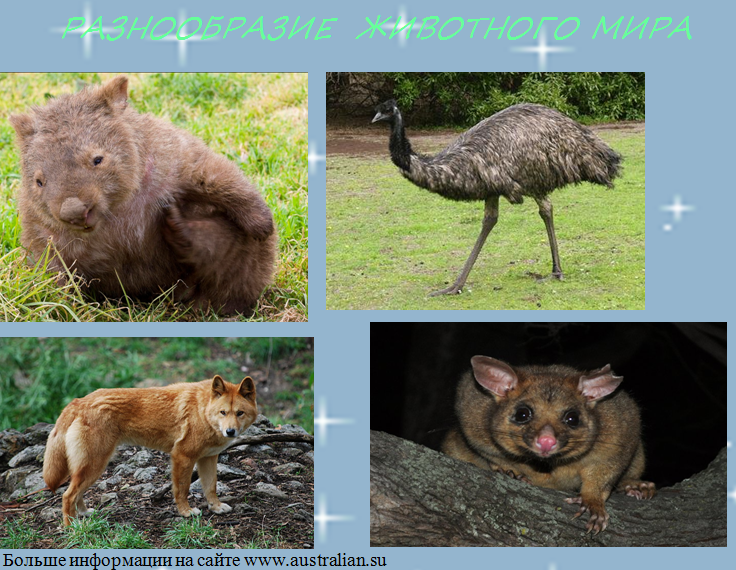 РАЗНООБРАЗИЕ ЖИВОТНОГО МИРА
Больше информации на сайте www.australian.su